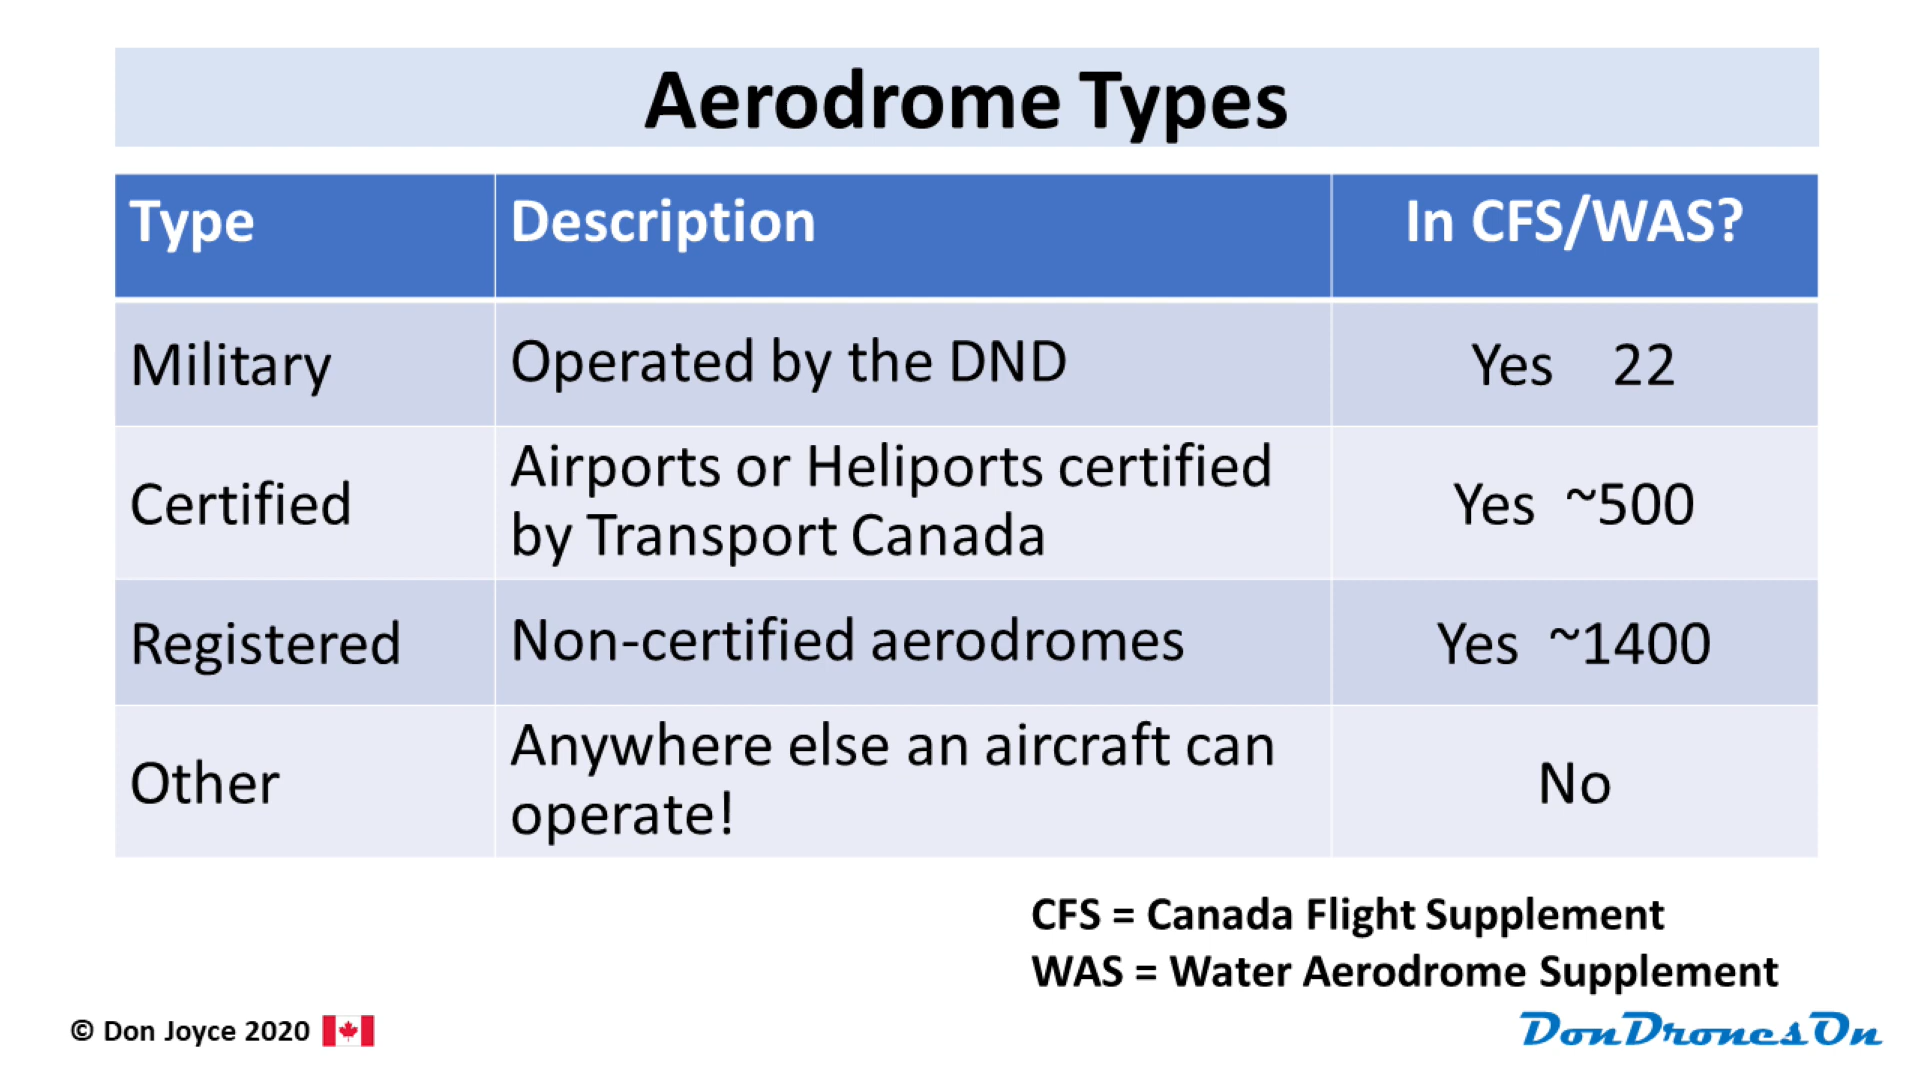 Aerodrome Types
Type Description In CFS/WAS?
Military Operated by the DND Yes 22
Certified Airports or Heliports certified by Transport Canada Yes ~500
Registered Non-certified aerodromes Yes ~1400
Other Anywhere else an aircraft can operate! No
CFS = Canada Flight Supplement
WAS = Water Aerodrome Supplement
© Don Joyce 2020
DonDronesOn